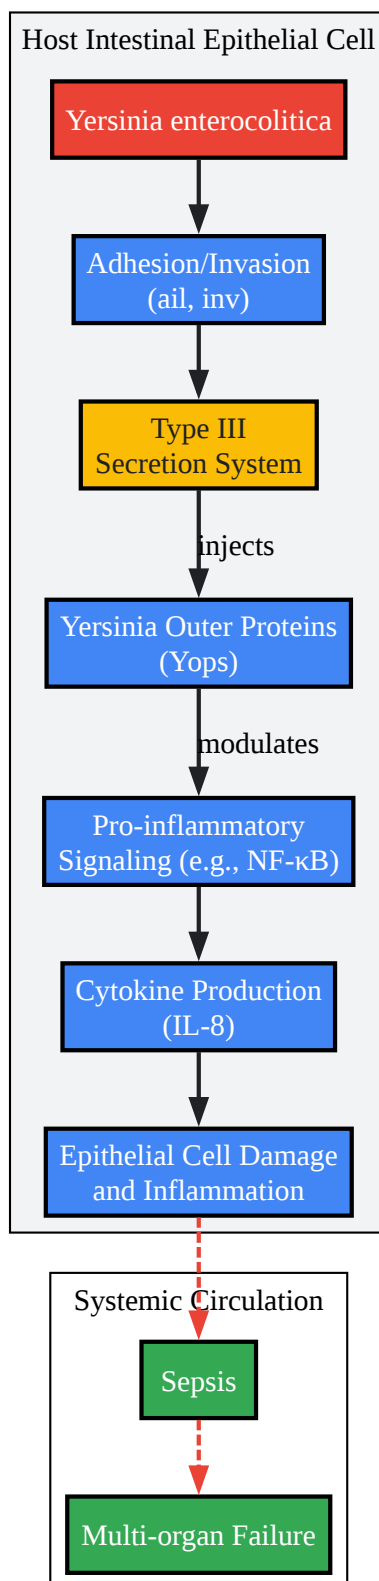 Host Intestinal Epithelial Cell
Yersinia enterocolitica
Adhesion/Invasion
(ail, inv)
Type III
Secretion System
injects
Yersinia Outer Proteins
(Yops)
modulates
Pro-inflammatory
Signaling (e.g., NF-κB)
Cytokine Production
(IL-8)
Epithelial Cell Damage
and Inflammation
Systemic Circulation
Sepsis
Multi-organ Failure